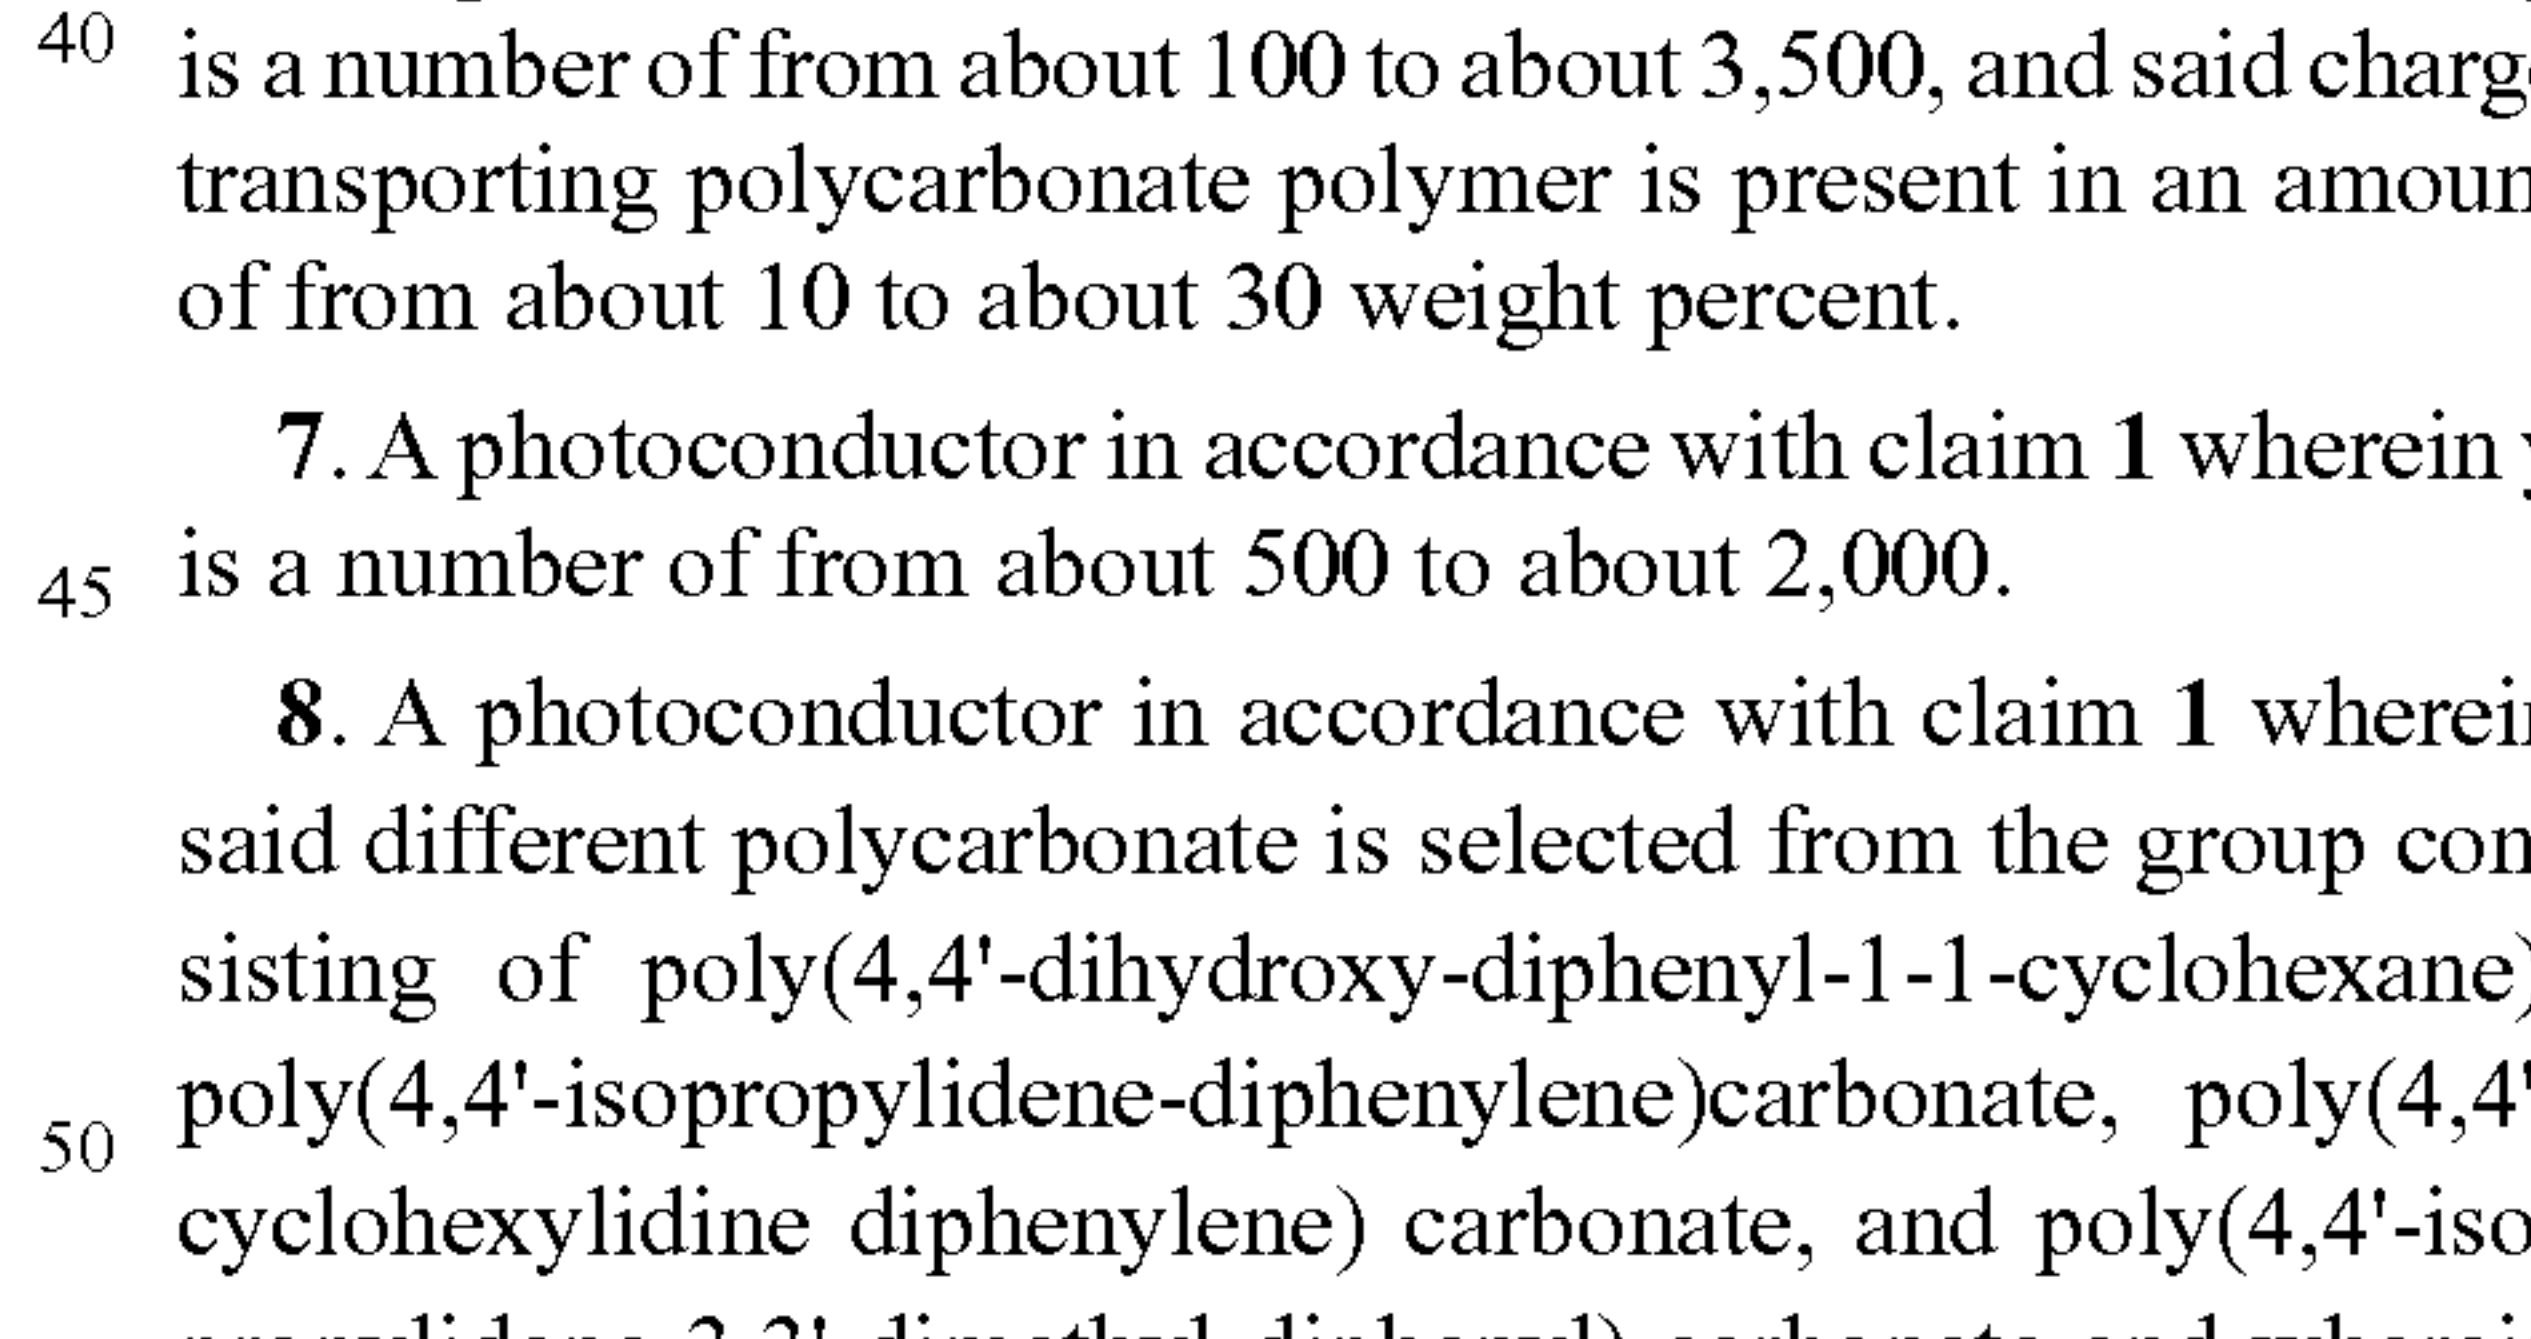 40 is a number of from about 100 to about 3,500, and said charg
transporting polycarbonate polymer is present in an amoun
of from about 10 to about 30 weight percent.
7. A photoconductor in accordance with claim 1 wherein y
45 is a number of from about 500 to about 2,000.
8. A photoconductor in accordance with claim 1 wherein
said different polycarbonate is selected from the group con
sisting of poly(4,4'-dihydroxy-diphenyl-1-1-cyclohexane)
50 poly(4,4'-isopropylidene-diphenylene)carbonate, poly(4,4'
cyclohexylidine diphenylene) carbonate, and poly(4,4'-iso